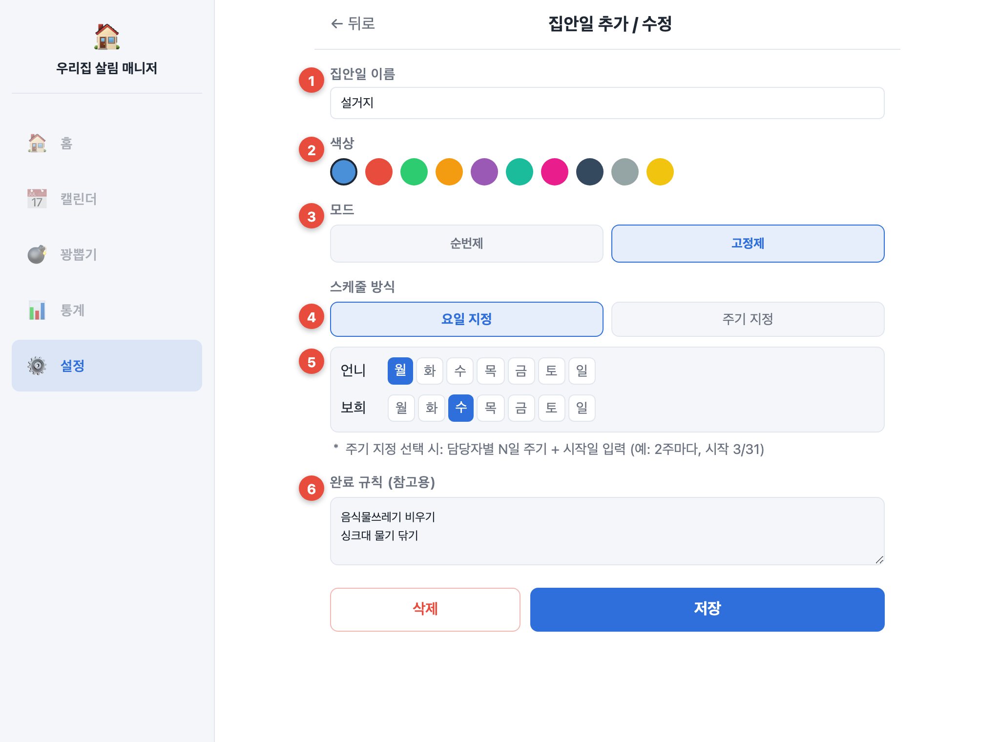 우리집 살림 매니저
홈
JUL 17 캘린더
꽝뽑기
통계
설정
← 뒤로
집안일 추가 / 수정
1 집안일 이름
설거지
2 색상
3 모드
순번제 고정제
스케줄 방식
4 요일 지정 주기 지정
5 언니 월 화 수 목 금 토 일
보희 월 화 수 목 금 토 일
* 주기 지정 선택 시: 담당자별 N일 주기 + 시작일 입력 (예: 2주마다, 시작 3/31)
6 완료 규칙 (참고용)
음식물쓰레기 비우기
싱크대 물기 닦기
삭제 저장